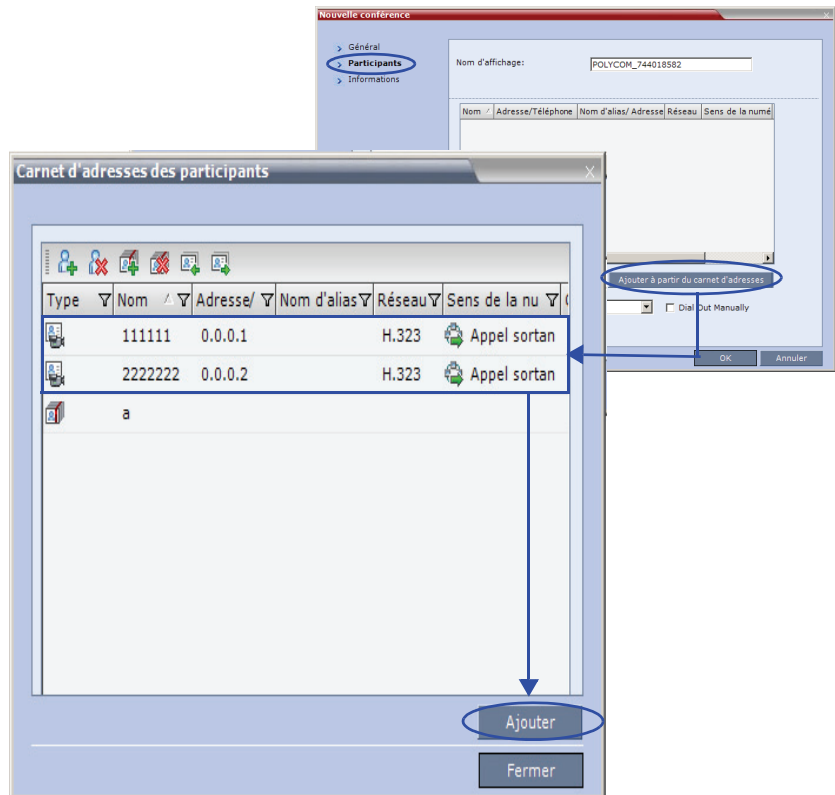 Nouvelle conférence
Général
Participants
Informations
Nom d'affichage:
POLYCOM_744018582
Nom Adresse/Téléphone Nom d'alias/ Adresse Réseau Sens de la numé
Ajouter à partir du carnet d'adresses
Dial Out Manually
OK Annuler
Carnet d'adresses des participants
Type Nom Adresse/ Nom d'alias Réseau Sens de la nu
111111 0.0.0.1 H.323 Appel sortan
2222222 0.0.0.2 H.323 Appel sortan
a
Ajouter
Fermer